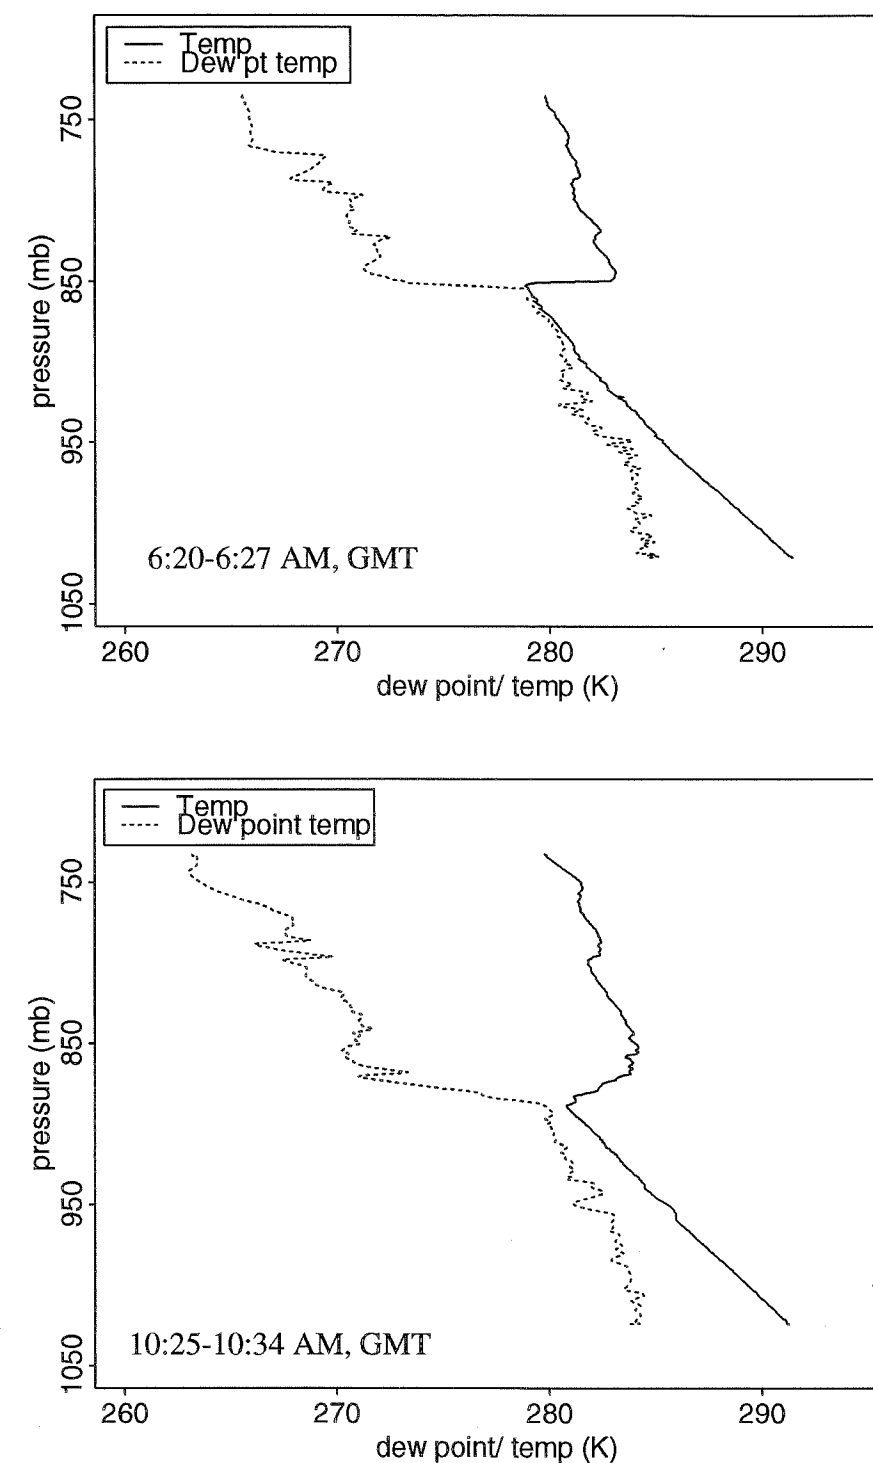 Temp
Dew pt temp
750
850
950
1050
pressure (mb)
6:20-6:27 AM, GMT
260 270 280 290
dew point/ temp (K)
Temp
Dew point temp
750
850
950
1050
pressure (mb)
10:25-10:34 AM, GMT
260 270 280 290
dew point/ temp (K)